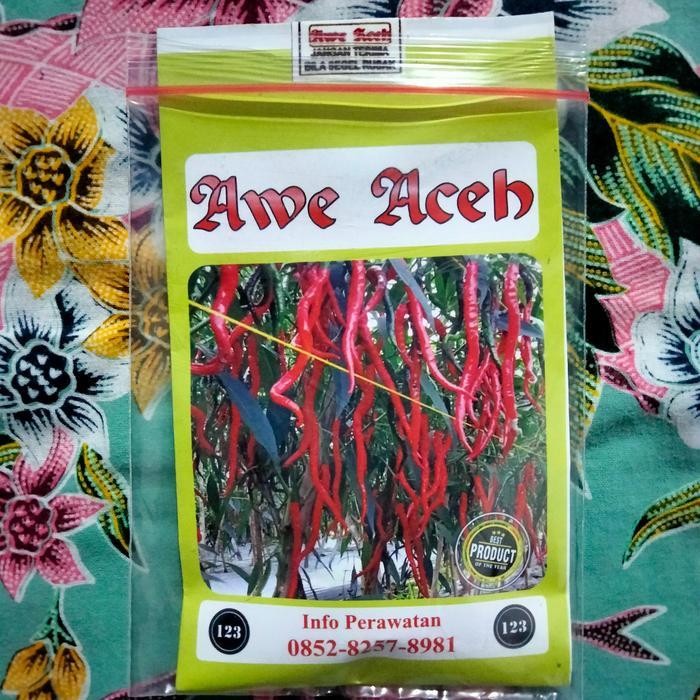 Awe Aceh
JANGAN TERIMA
BILA SEGEL RUSAK
Awe Aceh
BEST
PRODUCT
OF THE YEAR
Info Perawatan
123
0852-8257-8981
123